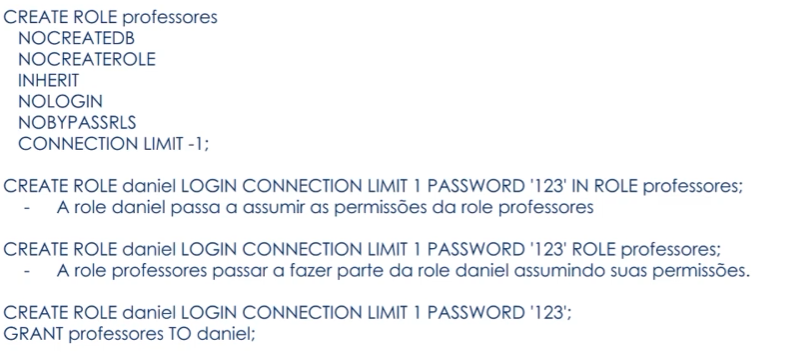 CREATE ROLE professores
NOCREATEDB
NOCREATEROLE
INHERIT
NOLOGIN
NOBYPASSRLS
CONNECTION LIMIT -1;
CREATE ROLE daniel LOGIN CONNECTION LIMIT 1 PASSWORD '123' IN ROLE professores;
- A role daniel passa a assumir as permissões da role professores
CREATE ROLE daniel LOGIN CONNECTION LIMIT 1 PASSWORD '123' ROLE professores;
- A role professores passar a fazer parte da role daniel assumindo suas permissões.
CREATE ROLE daniel LOGIN CONNECTION LIMIT 1 PASSWORD '123';
GRANT professores TO daniel;